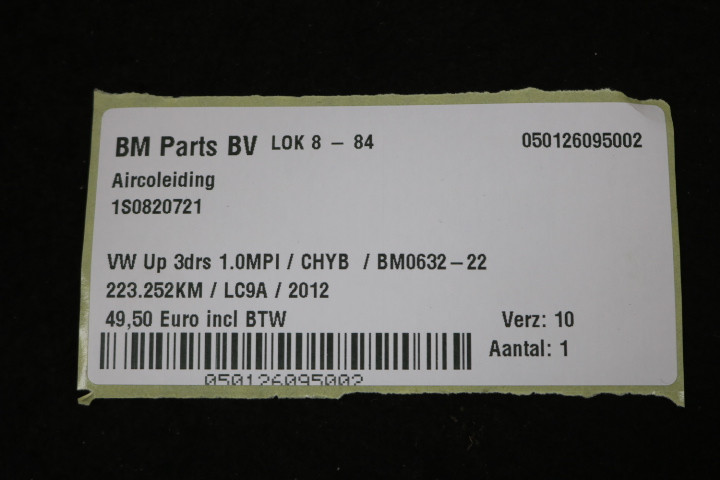 BM Parts BV LOK 8 – 84 050126095002
Aircoleiding
1S0820721
VW Up 3drs 1.0MPI / CHYB / BM0632–22
223.252KM / LC9A / 2012
49,50 Euro incl BTW Verz: 10
Aantal: 1
050126095002